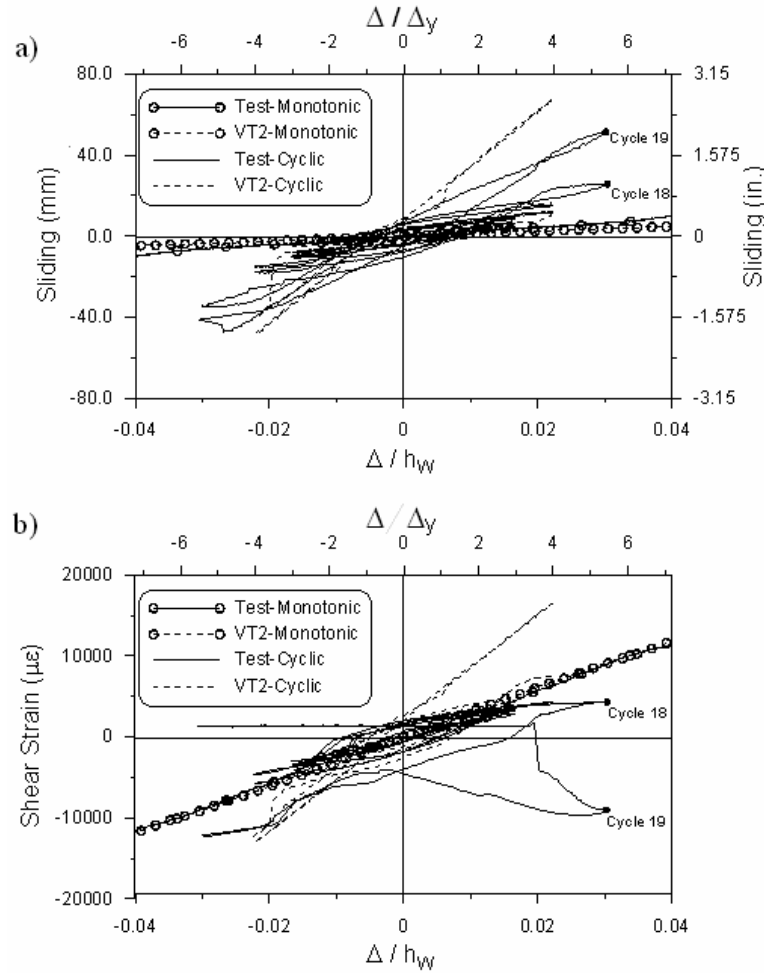 Δ / Δy
a)
-6 -4 -2 0 2 4 6
80.0 3.15
Test-Monotonic
VT2-Monotonic
Test-Cyclic
VT2-Cyclic
Cycle 19
40.0 1.575
Cycle 18
Sliding (mm)
0.0 0
Sliding (in.)
-40.0 -1.575
-80.0 -3.15
-0.04 -0.02 0 0.02 0.04
Δ / hW
b)
Δ / Δy
-6 -4 -2 0 2 4 6
20000
Test-Monotonic
VT2-Monotonic
Test-Cyclic
VT2-Cyclic
10000
Cycle 18
Shear Strain (με)
0
Cycle 19
-10000
-20000
-0.04 -0.02 0 0.02 0.04
Δ / hW